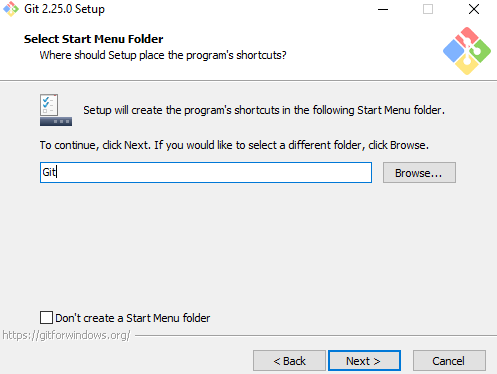 Git 2.25.0 Setup
Select Start Menu Folder
Where should Setup place the program's shortcuts?
Setup will create the program's shortcuts in the following Start Menu folder.
To continue, click Next. If you would like to select a different folder, click Browse.
Git
Browse...
Don't create a Start Menu folder
https://gitforwindows.org/
< Back
Next >
Cancel